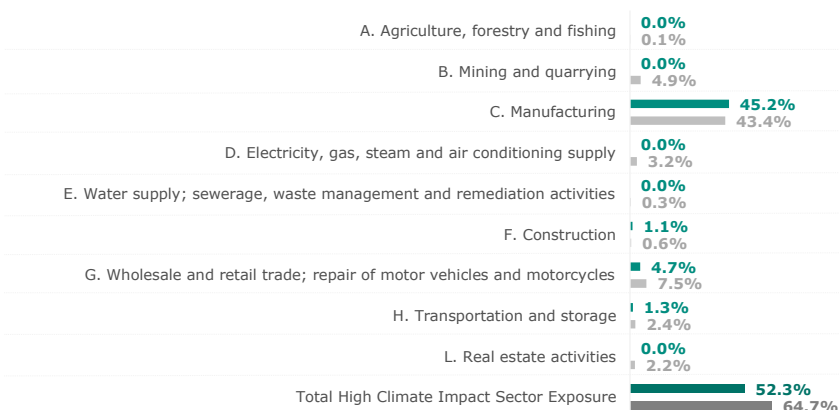 A. Agriculture, forestry and fishing
0.0%
0.1%
B. Mining and quarrying
0.0%
4.9%
C. Manufacturing
45.2%
43.4%
D. Electricity, gas, steam and air conditioning supply
0.0%
3.2%
E. Water supply; sewerage, waste management and remediation activities
0.0%
0.3%
F. Construction
1.1%
0.6%
G. Wholesale and retail trade; repair of motor vehicles and motorcycles
4.7%
7.5%
H. Transportation and storage
1.3%
2.4%
L. Real estate activities
0.0%
2.2%
Total High Climate Impact Sector Exposure
52.3%
64.7%